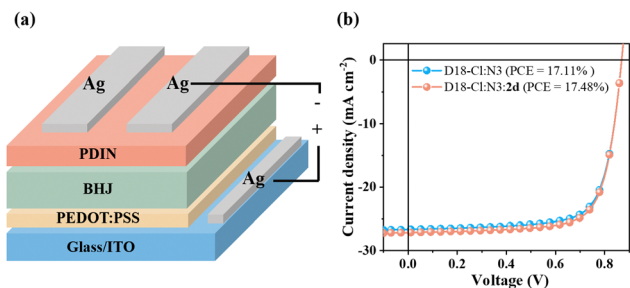 (a)
Ag
Ag
-
+
PDIN
BHJ
Ag
PEDOT:PSS
Glass/ITO
(b)
Current density (mA cm-2)
0
-10
-20
-30
D18-Cl:N3 (PCE = 17.11% )
D18-Cl:N3:2d (PCE = 17.48%)
0.0
0.2
0.4
0.6
0.8
Voltage (V)